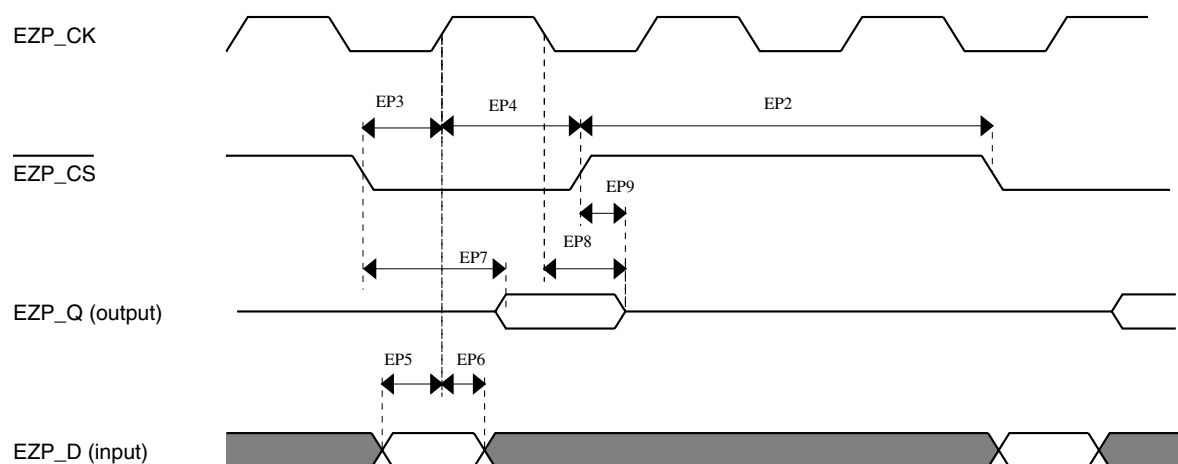 EZP_CK
EP3
EP4
EP2
EZP_CS
EP9
EP8
EP7
EZP_Q (output)
EP5
EP6
EZP_D (input)